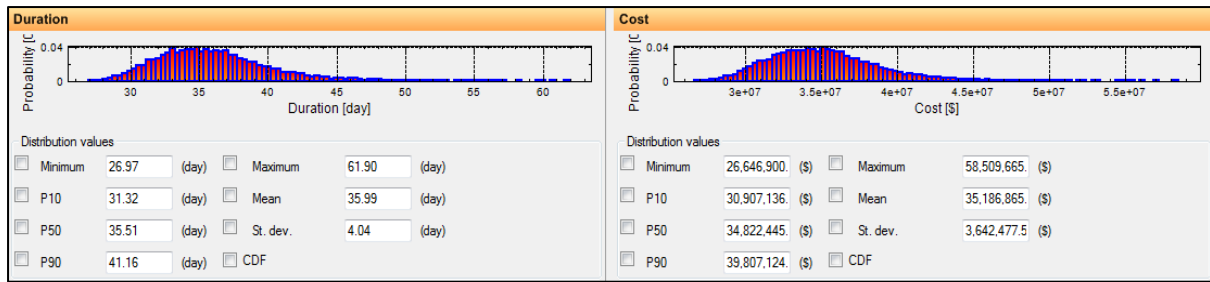 Duration
Probability [
0.04
0
30 35 40 45 50 55 60
Duration [day]
Distribution values
Minimum 26.97 (day) Maximum 61.90 (day)
P10 31.32 (day) Mean 35.99 (day)
P50 35.51 (day) St. dev. 4.04 (day)
P90 41.16 (day) CDF
Cost
Probability [
0.04
0
3e+07 3.5e+07 4e+07 4.5e+07 5e+07 5.5e+07
Cost [$]
Distribution values
Minimum 26,646,900. ($) Maximum 58,509,665. ($)
P10 30,907,136. ($) Mean 35,186,865. ($)
P50 34,822,445. ($) St. dev. 3,642,477.5 ($)
P90 39,807,124. ($) CDF